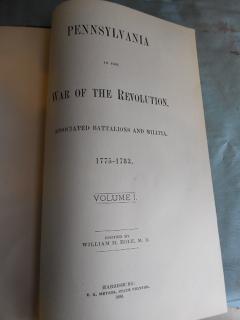 PENNSYLVANIA
IN THE
WAR OF THE REVOLUTION,
ASSOCIATED BATTALIONS AND MILITIA.
1775-1783.
VOLUME I.
EDITED BY
WILLIAM H. EGLE, M. D.
HARRISBURG:
E. K. MEYERS, STATE PRINTER.